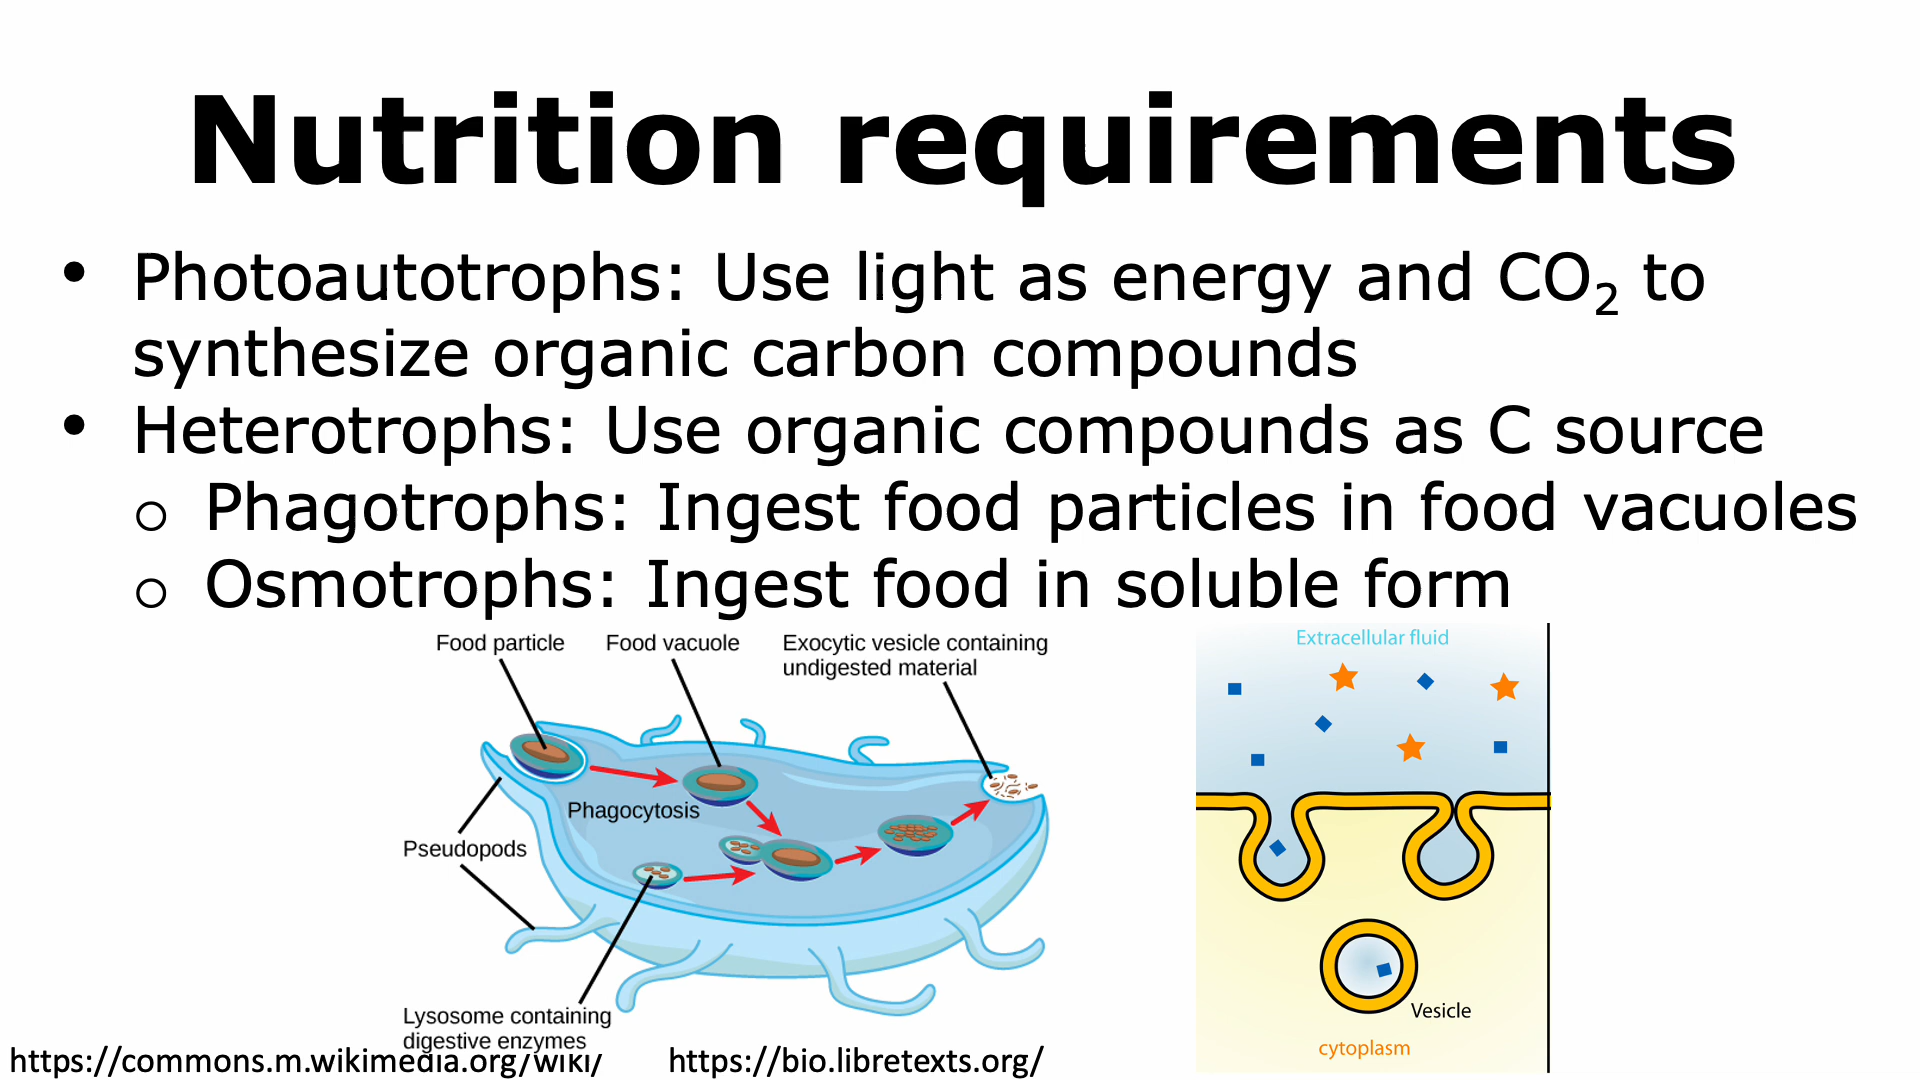 Nutrition requirements
• Photoautotrophs: Use light as energy and CO₂ to
synthesize organic carbon compounds
• Heterotrophs: Use organic compounds as C source
o Phagotrophs: Ingest food particles in food vacuoles
o Osmotrophs: Ingest food in soluble form
Food particle
Food vacuole
Exocytic vesicle containing
undigested material
Phagocytosis
Pseudopods
Lysosome containing
digestive enzymes
Extracellular fluid
Vesicle
cytoplasm
https://commons.m.wikimedia.org/wiki/
https://bio.libretexts.org/